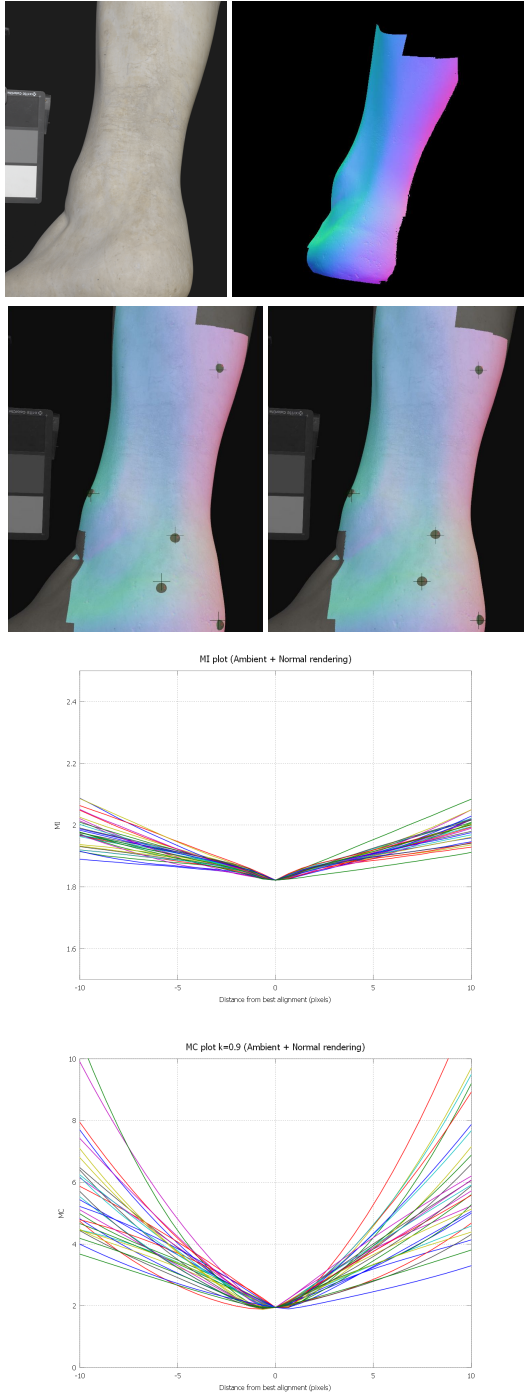 MI plot (Ambient + Normal rendering)
2.4
2.2
2
1.8
1.6
MI
-10 -5 0 5 10
Distance from best alignment (pixels)
MC plot k=0.9 (Ambient + Normal rendering)
10
8
6
4
2
0
MC
-10 -5 0 5 10
Distance from best alignment (pixels)